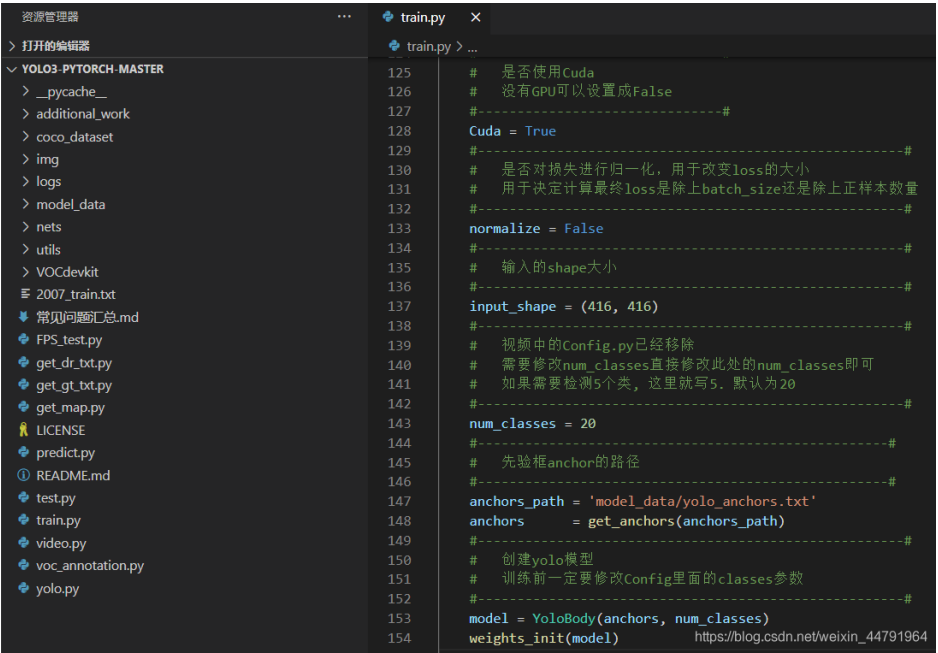 资源管理器
···
打开的编辑器
YOLO3-PYTORCH-MASTER
__pycache__
additional_work
coco_dataset
img
logs
model_data
nets
utils
VOCdevkit
2007_train.txt
常见问题汇总.md
FPS_test.py
get_dr_txt.py
get_gt_txt.py
get_map.py
LICENSE
predict.py
README.md
test.py
train.py
video.py
voc_annotation.py
yolo.py
train.py
train.py > ...
125 #   是否使用Cuda
126 #   没有GPU可以设置成False
127 #-------------------------------#
128 Cuda = True
129 #------------------------------------------------------#
130 #   是否对损失进行归一化，用于改变loss的大小
131 #   用于决定计算最终loss是除上batch_size还是除上正样本数量
132 #------------------------------------------------------#
133 normalize = False
134 #------------------------------------------------------#
135 #   输入的shape大小
136 #------------------------------------------------------#
137 input_shape = (416, 416)
138 #------------------------------------------------------#
139 #   视频中的Config.py已经移除
140 #   需要修改num_classes直接修改此处的num_classes即可
141 #   如果需要检测5个类, 这里就写5. 默认为20
142 #------------------------------------------------------#
143 num_classes = 20
144 #----------------------------------------------------#
145 #   先验框anchor的路径
146 #----------------------------------------------------#
147 anchors_path = 'model_data/yolo_anchors.txt'
148 anchors      = get_anchors(anchors_path)
149 #------------------------------------------------------#
150 #   创建yolo模型
151 #   训练前一定要修改Config里面的classes参数
152 #------------------------------------------------------#
153 model = YoloBody(anchors, num_classes)
154 weights_init(model)
https://blog.csdn.net/weixin_44791964